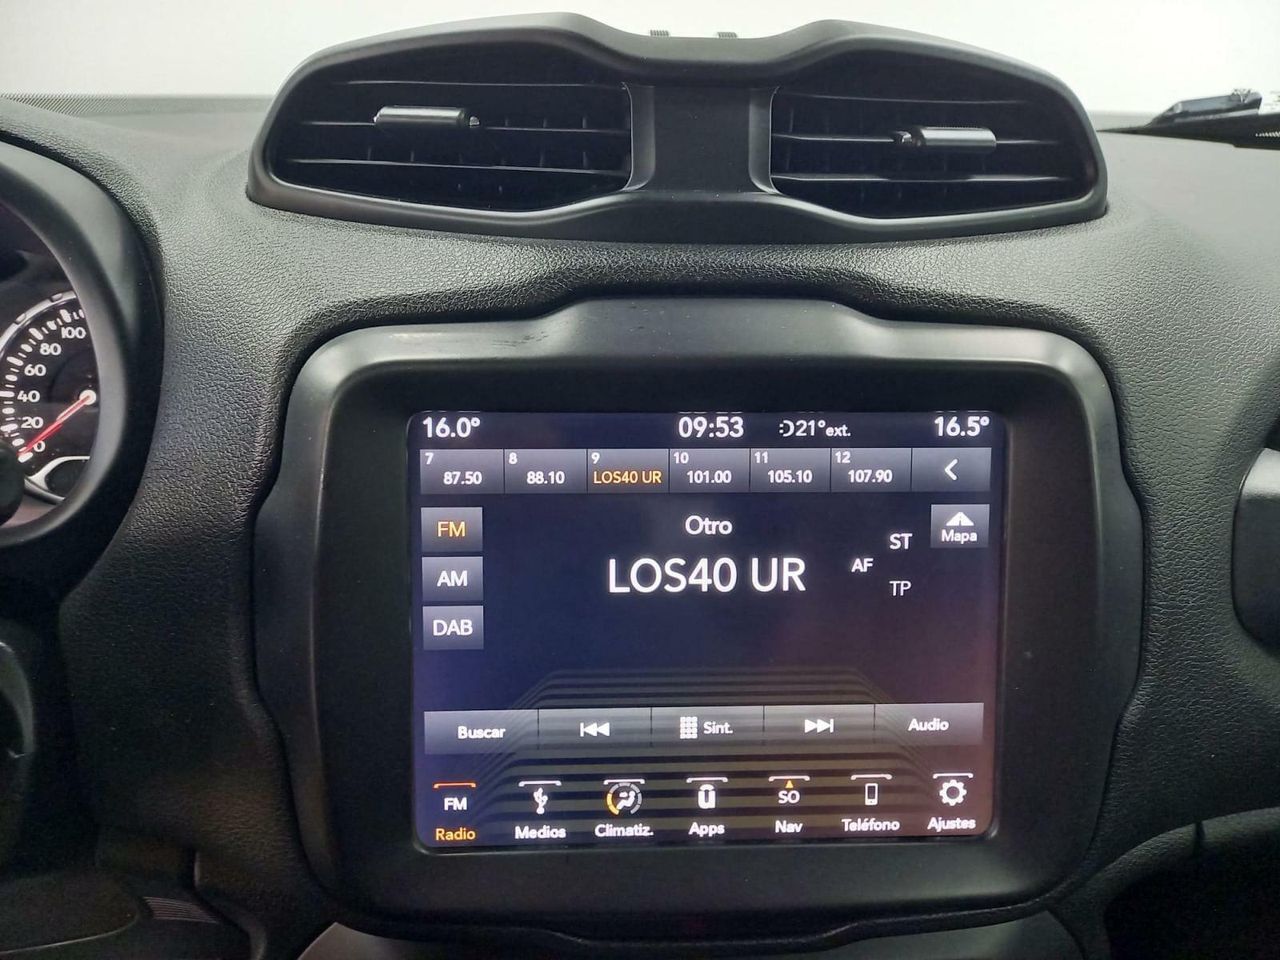 100
80
60
40
20
0
16.0° 09:53 21°ext. 16.5°
7 8 9 10 11 12
87.50 88.10 LOS40 UR 101.00 105.10 107.90
FM Otro
ST Mapa
AM LOS40 UR AF
TP
DAB
Buscar Sint. Audio
FM SO
Radio Medios Climatiz. Apps Nav Teléfono Ajustes